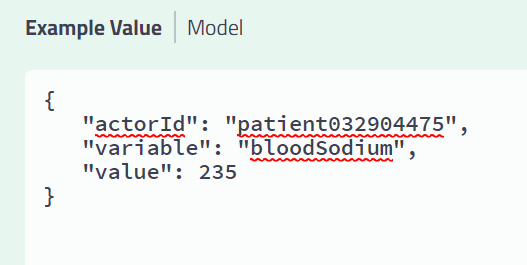 Example Value Model
{
"actorId": "patient032904475",
"variable": "bloodSodium",
"value": 235
}